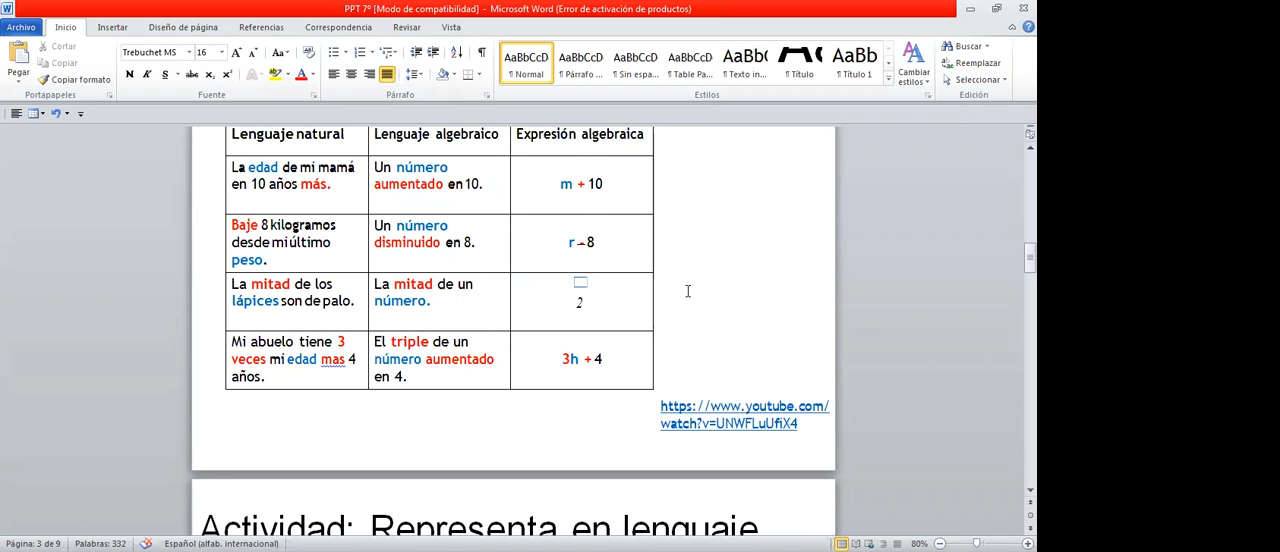 PPT 7º [Modo de compatibilidad] - Microsoft Word (Error de activación de productos)
Archivo Inicio Insertar Diseño de página Referencias Correspondencia Revisar Vista
Pegar
Cortar
Copiar
Copiar formato
Portapapeles
Trebuchet MS 16
Fuente
Párrafo
AaBbCcD AaBbCcD AaBbCcD AaBbCcD AaBb( AaBb
¶ Normal ¶ Párrafo ... ¶ Sin espa... ¶ Table Pa... ¶ Texto in... ¶ Título ¶ Título 1
Cambiar
estilos
Estilos
Buscar
Reemplazar
Seleccionar
Edición
Lenguaje natural Lenguaje algebraico Expresión algebraica
La edad de mi mamá
en 10 años más.
Un número
aumentado en 10.
m + 10
Baje 8 kilogramos
desde mi último
peso.
Un número
disminuido en 8.
r – 8
La mitad de los
lápices son de palo.
La mitad de un
número.
2
Mi abuelo tiene 3
veces mi edad mas 4
años.
El triple de un
número aumentado
en 4.
3h + 4
https://www.youtube.com/
watch?v=UNWFLuUfiX4
Actividad: Representa en lenguaje
Página: 3 de 9 Palabras: 332 Español (alfab. internacional) 80%